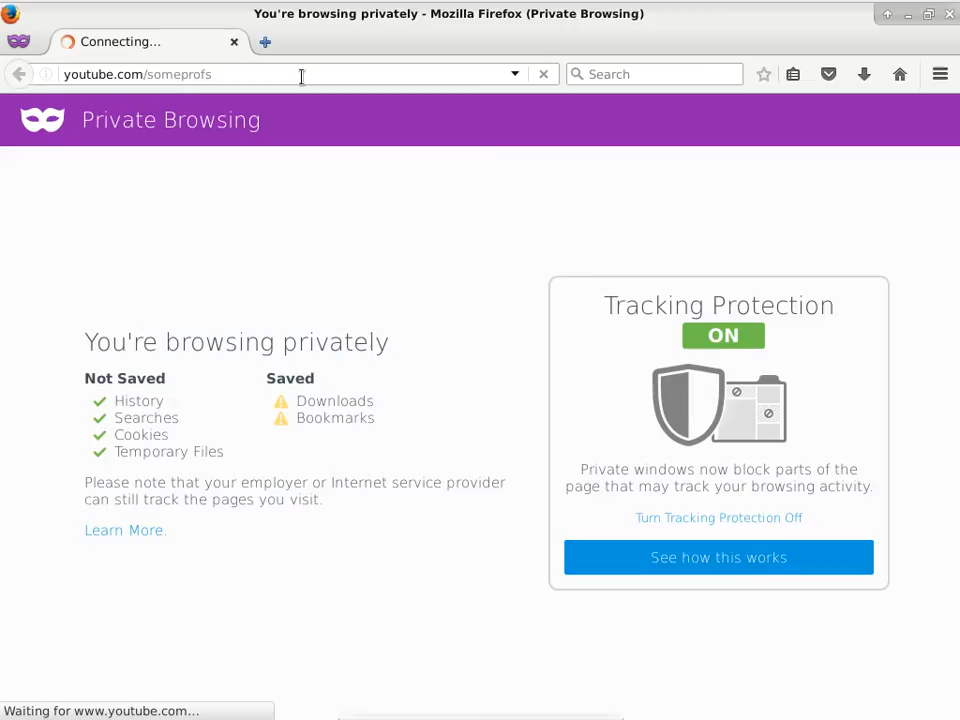 You're browsing privately - Mozilla Firefox (Private Browsing)
Connecting...
youtube.com/someprofs
Search
Private Browsing
You're browsing privately
Not Saved
History
Searches
Cookies
Temporary Files
Saved
Downloads
Bookmarks
Please note that your employer or Internet service provider
can still track the pages you visit.
Learn More.
Tracking Protection
ON
Private windows now block parts of the
page that may track your browsing activity.
Turn Tracking Protection Off
See how this works
Waiting for www.youtube.com...